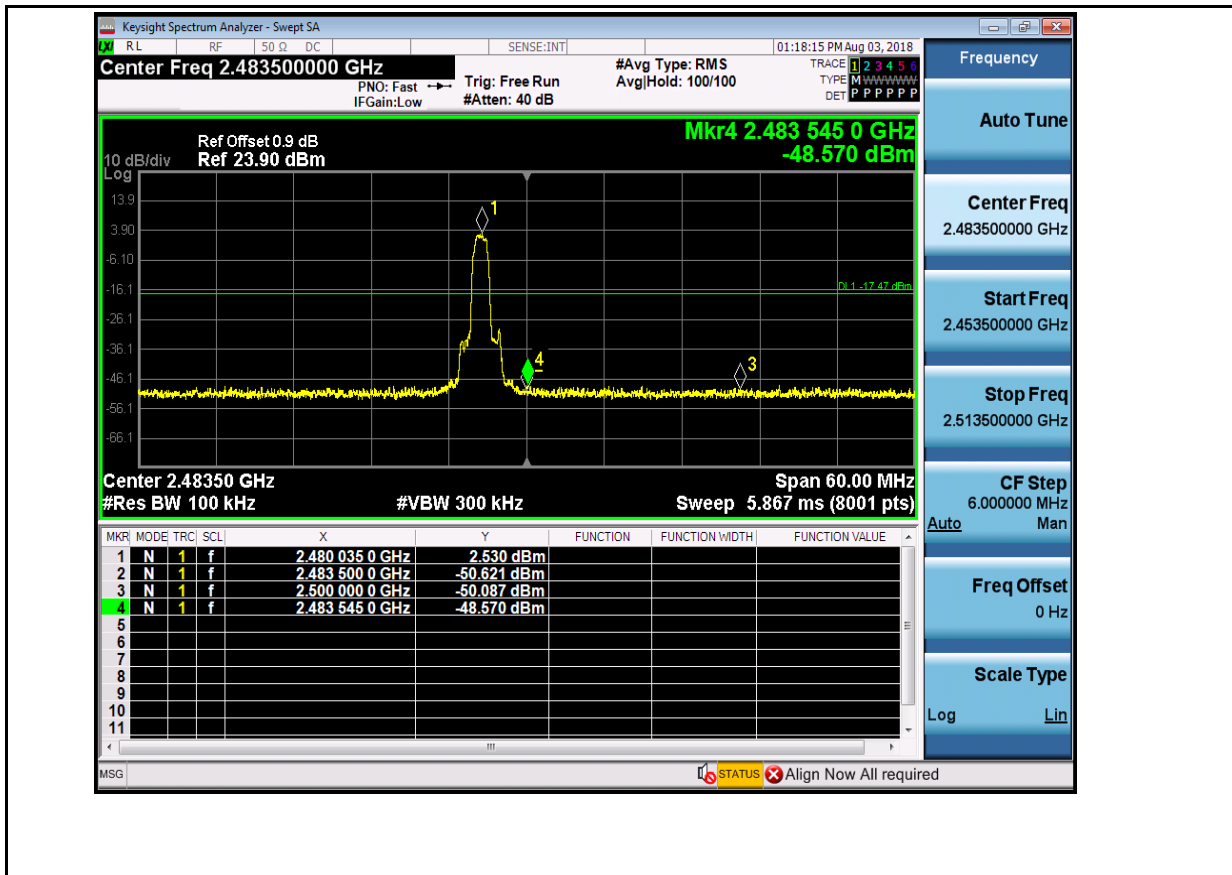 Keysight Spectrum Analyzer - Swept SA
LXI RL RF 50 Ω DC SENSE:INT 01:18:15 PM Aug 03, 2018
Center Freq 2.483500000 GHz
PNO: Fast
IFGain:Low
Trig: Free Run
#Atten: 40 dB
#Avg Type: RMS
Avg|Hold: 100/100
TRACE 1 2 3 4 5 6
TYPE M WWWWW
DET P P P P P P
Mkr4 2.483 545 0 GHz
-48.570 dBm
Ref Offset 0.9 dB
10 dB/div Ref 23.90 dBm
Log
13.9
3.90
-6.10
-16.1
-26.1
-36.1
-46.1
-56.1
-66.1
1
DL1 -17.47 dBm
4
3
Center 2.48350 GHz Span 60.00 MHz
#Res BW 100 kHz #VBW 300 kHz Sweep 5.867 ms (8001 pts)
MKR MODE TRC SCL X Y FUNCTION FUNCTION WIDTH FUNCTION VALUE
1 N 1 f 2.480 035 0 GHz 2.530 dBm
2 N 1 f 2.483 500 0 GHz -50.621 dBm
3 N 1 f 2.500 000 0 GHz -50.087 dBm
4 N 1 f 2.483 545 0 GHz -48.570 dBm
5
6
7
8
9
10
11
MSG STATUS Align Now All required
Frequency
Auto Tune
Center Freq
2.483500000 GHz
Start Freq
2.453500000 GHz
Stop Freq
2.513500000 GHz
CF Step
6.000000 MHz
Auto Man
Freq Offset
0 Hz
Scale Type
Log Lin